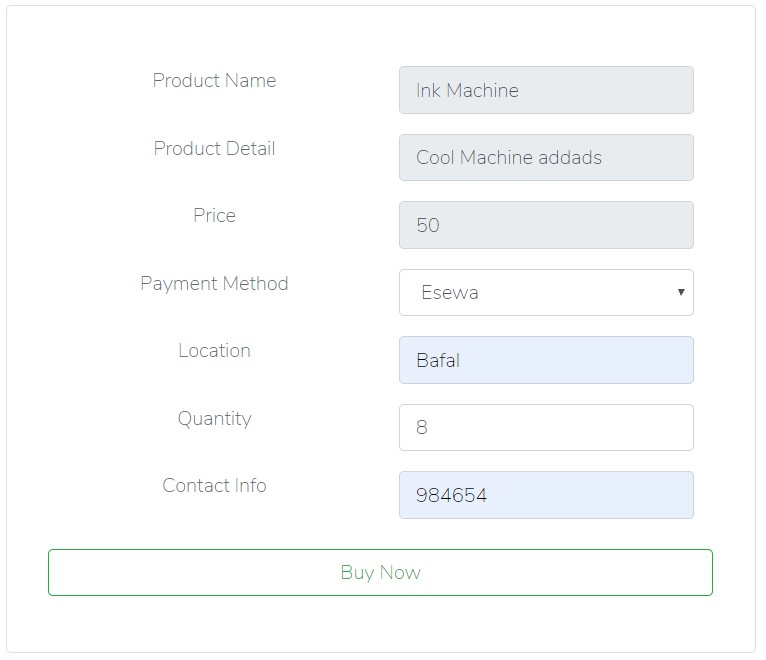 Product Name
Ink Machine
Product Detail
Cool Machine addads
Price
50
Payment Method
Esewa
Location
Bafal
Quantity
8
Contact Info
984654
Buy Now